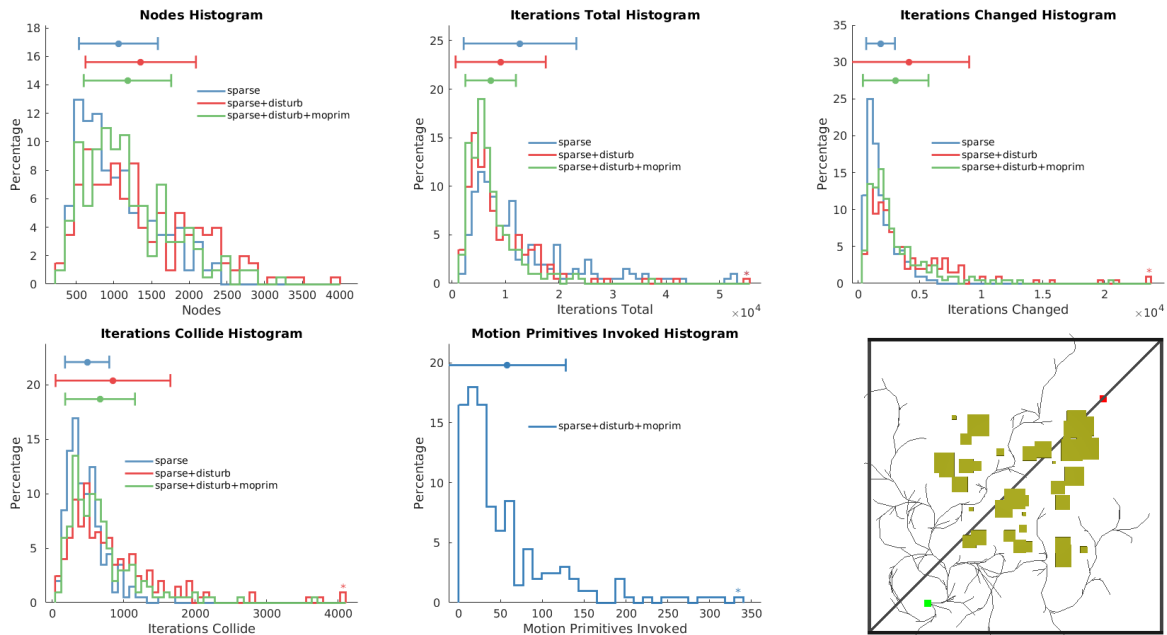 Nodes Histogram
18
16
14
12
10
8
6
4
2
0
Percentage
sparse
sparse+disturb
sparse+disturb+moprim
500 1000 1500 2000 2500 3000 3500 4000
Nodes
Iterations Total Histogram
25
20
15
10
5
0
Percentage
sparse
sparse+disturb
sparse+disturb+moprim
*
0 1 2 3 4 5
×10^4
Iterations Total
Iterations Changed Histogram
35
30
25
20
15
10
5
0
Percentage
sparse
sparse+disturb
sparse+disturb+moprim
*
0 0.5 1 1.5 2
×10^4
Iterations Changed
Iterations Collide Histogram
20
15
10
5
0
Percentage
sparse
sparse+disturb
sparse+disturb+moprim
*
0 1000 2000 3000 4000
Iterations Collide
Motion Primitives Invoked Histogram
20
15
10
5
0
Percentage
sparse+disturb+moprim
*
0 50 100 150 200 250 300 350
Motion Primitives Invoked